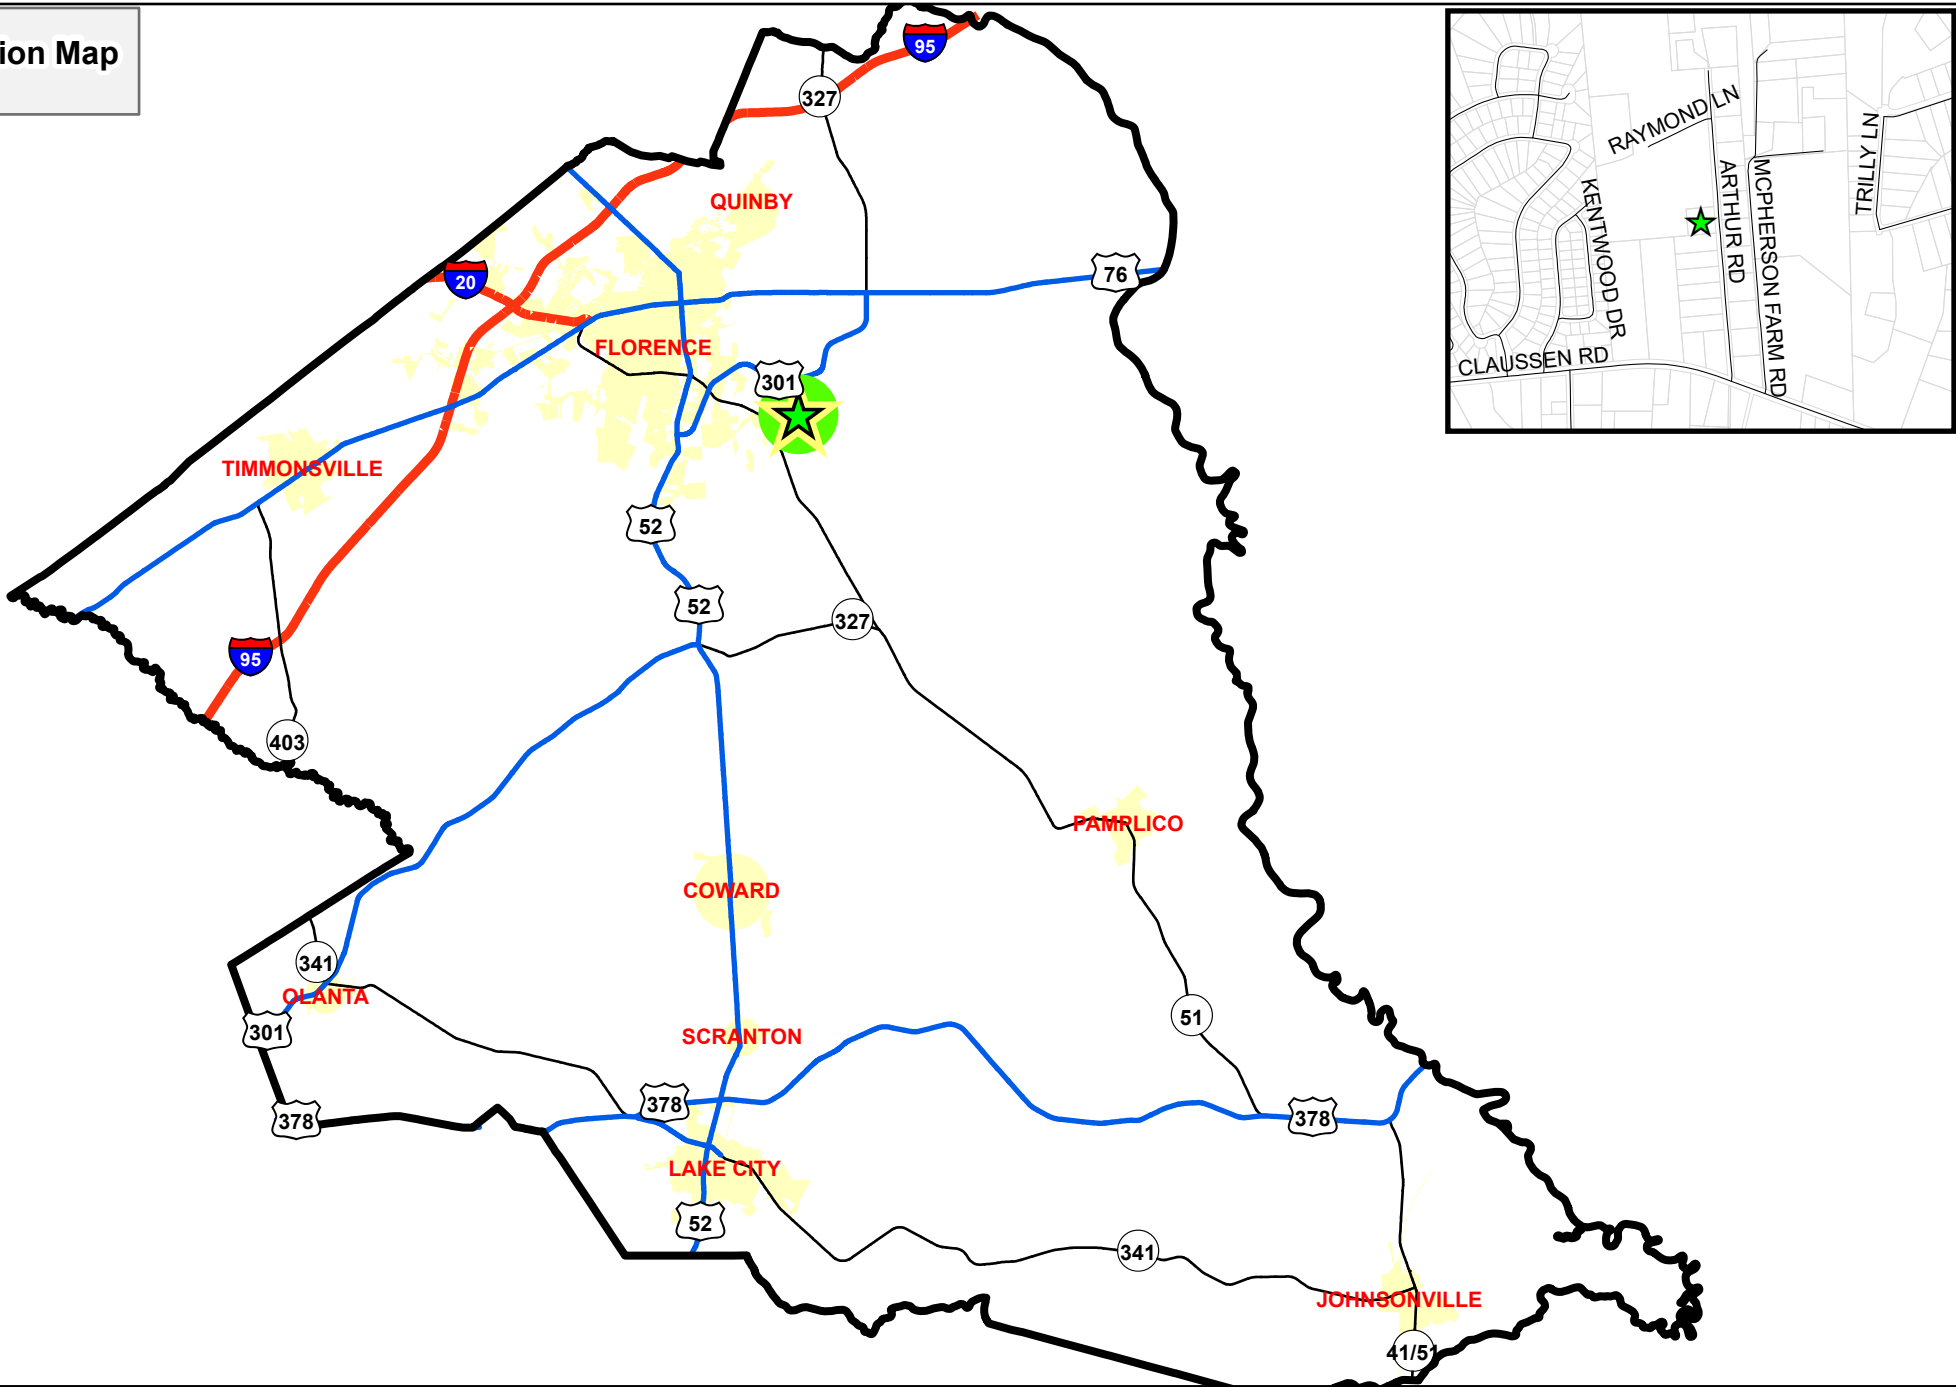 ion Map
95
327
QUINBY
20
76
FLORENCE
301
TIMMONSVILLE
52
52
327
95
403
PAMPLICO
COWARD
341
OLANTA
301
51
SCRANTON
378
378
378
LAKE CITY
52
341
JOHNSONVILLE
41/51
RAYMOND LN
TRILLY LN
ARTHUR RD
MCPHERSON FARM RD
KENTWOOD DR
CLAUSSEN RD